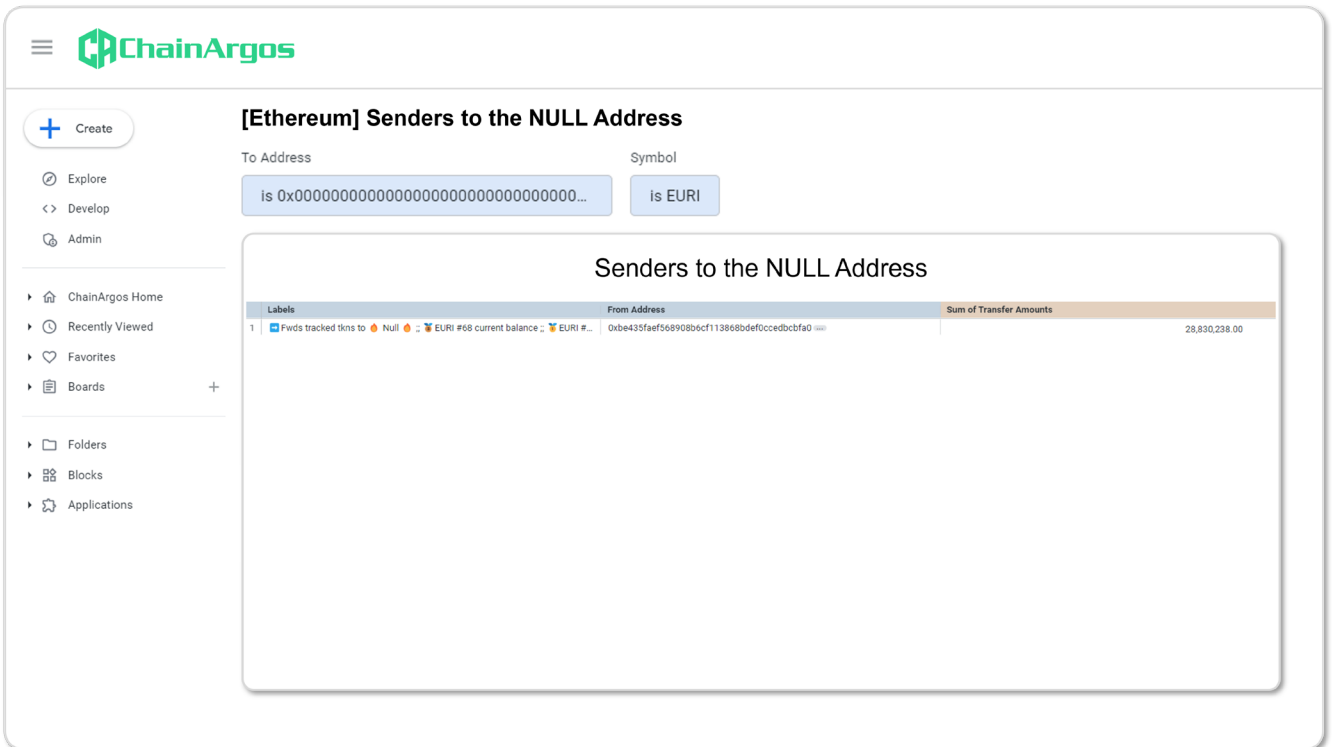 ChainArgos
Create
Explore
Develop
Admin
ChainArgos Home
Recently Viewed
Favorites
Boards
Folders
Blocks
Applications
[Ethereum] Senders to the NULL Address
To Address Symbol
is 0x00000000000000000000000000000000... is EURI
Senders to the NULL Address
Labels From Address Sum of Transfer Amounts
1 ➡️ Fwds tracked tkns to 🔥 Null 🔥 ;; 🥉 EURI #68 current balance ;; 🥇 EURI #... 0xbe435faef568908b6cf113868bdef0ccedbcbfa0 ... 28,830,238.00